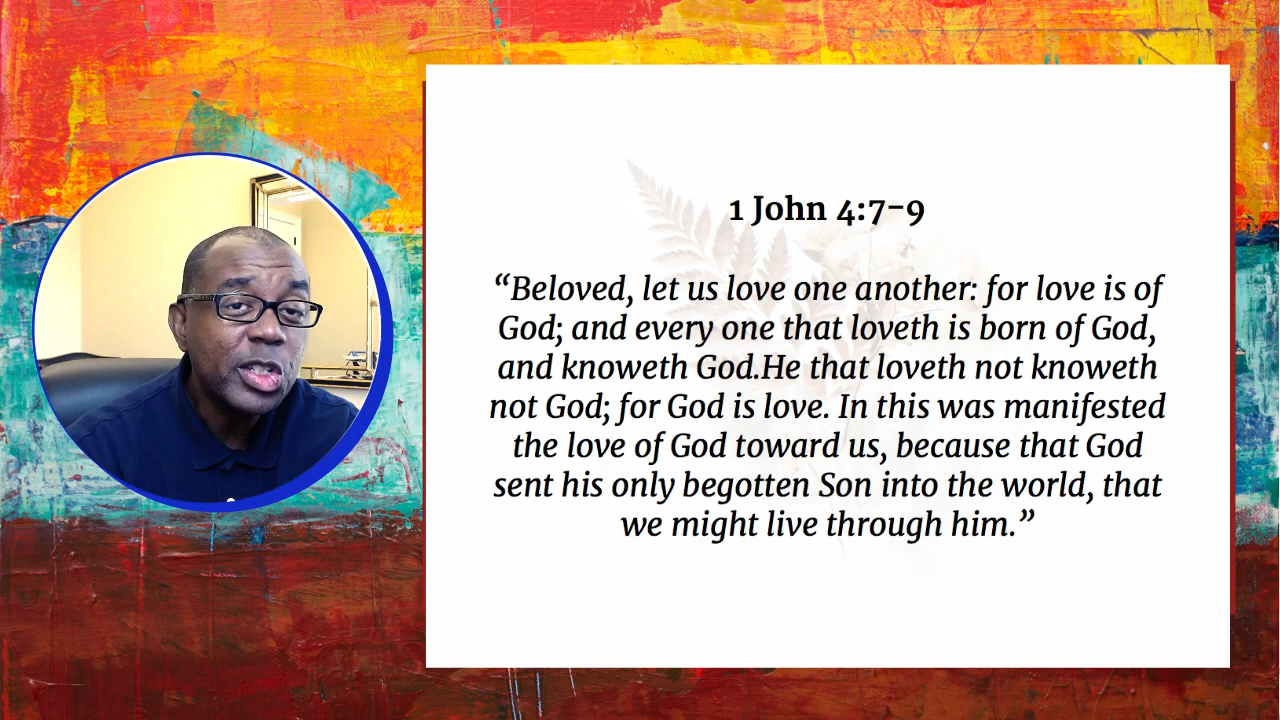 1 John 4:7-9
“Beloved, let us love one another: for love is of
God; and every one that loveth is born of God,
and knoweth God.He that loveth not knoweth
not God; for God is love. In this was manifested
the love of God toward us, because that God
sent his only begotten Son into the world, that
we might live through him.”